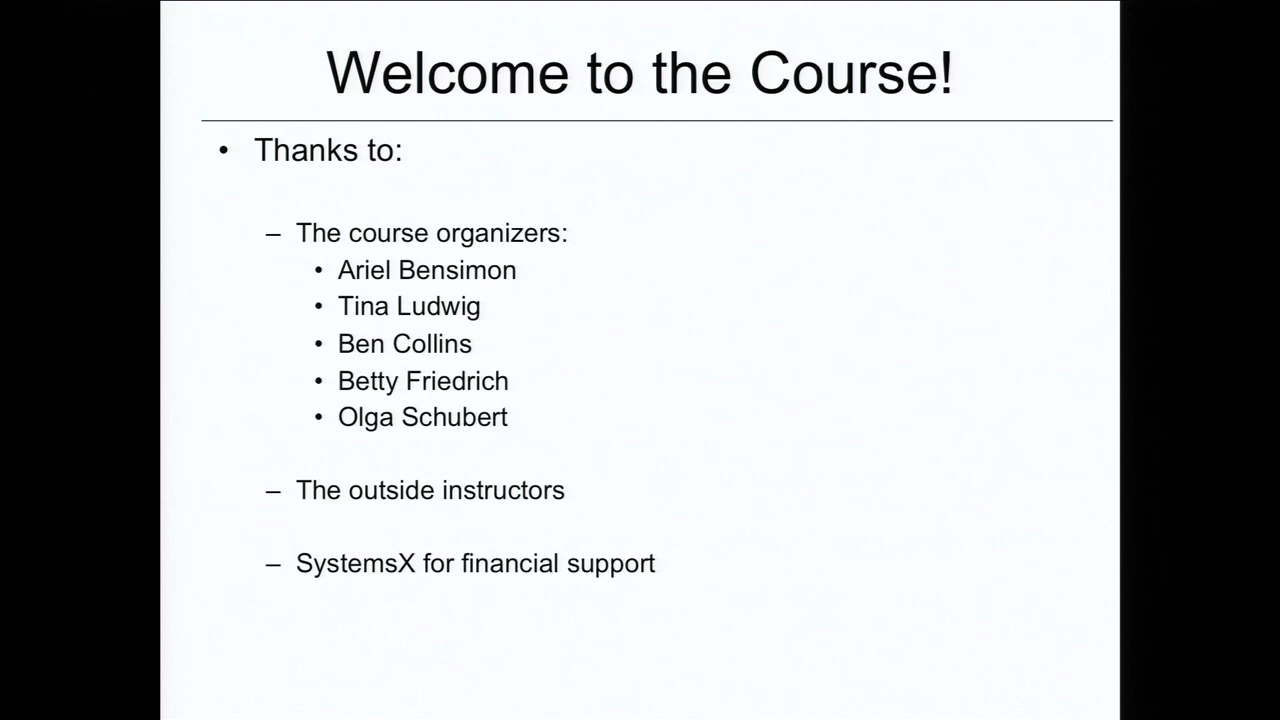 Welcome to the Course!
• Thanks to:
– The course organizers:
• Ariel Bensimon
• Tina Ludwig
• Ben Collins
• Betty Friedrich
• Olga Schubert
– The outside instructors
– SystemsX for financial support